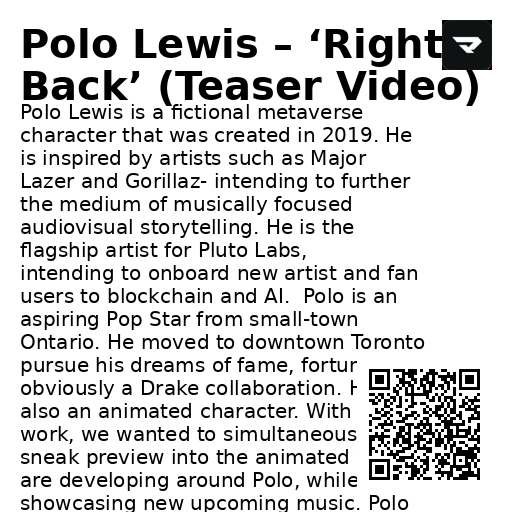 Polo Lewis – ‘Right
Back’ (Teaser Video)
Polo Lewis is a fictional metaverse
character that was created in 2019. He
is inspired by artists such as Major
Lazer and Gorillaz- intending to further
the medium of musically focused
audiovisual storytelling. He is the
flagship artist for Pluto Labs,
intending to onboard new artist and fan
users to blockchain and AI.  Polo is an
aspiring Pop Star from small-town
Ontario. He moved to downtown Toronto
pursue his dreams of fame,
obviously a Drake collaboration.
also an animated character. With
work, we wanted to
sneak preview into the animated
are developing around Polo, while
showcasing new upcoming music. Polo